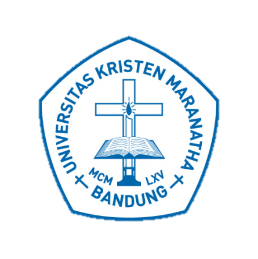 UNIVERSITAS KRISTEN MARANATHA
MCM LXV
BANDUNG